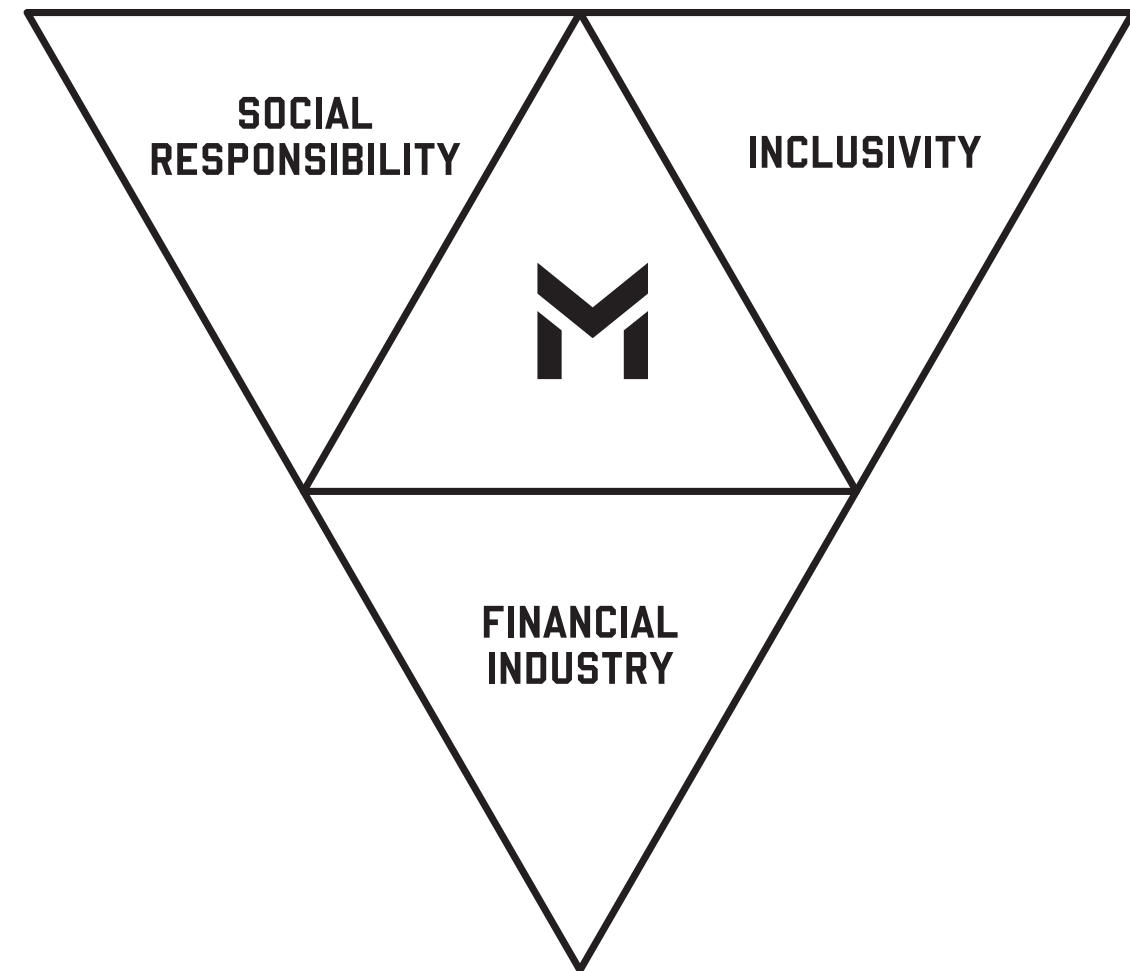 SOCIAL
RESPONSIBILITY
INCLUSIVITY
M
FINANCIAL
INDUSTRY